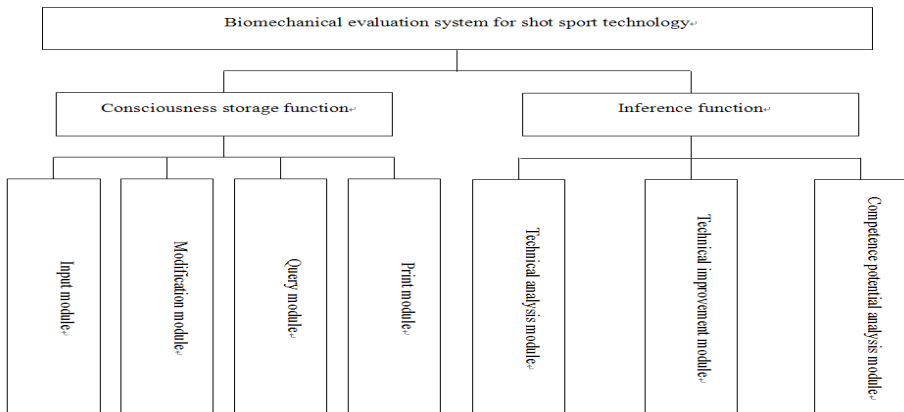 Biomechanical evaluation system for shot sport technology
Consciousness storage function
Inference function
Input module
Modification module
Query module
Print module
Technical analysis module
Technical improvement module
Competence potential analysis module